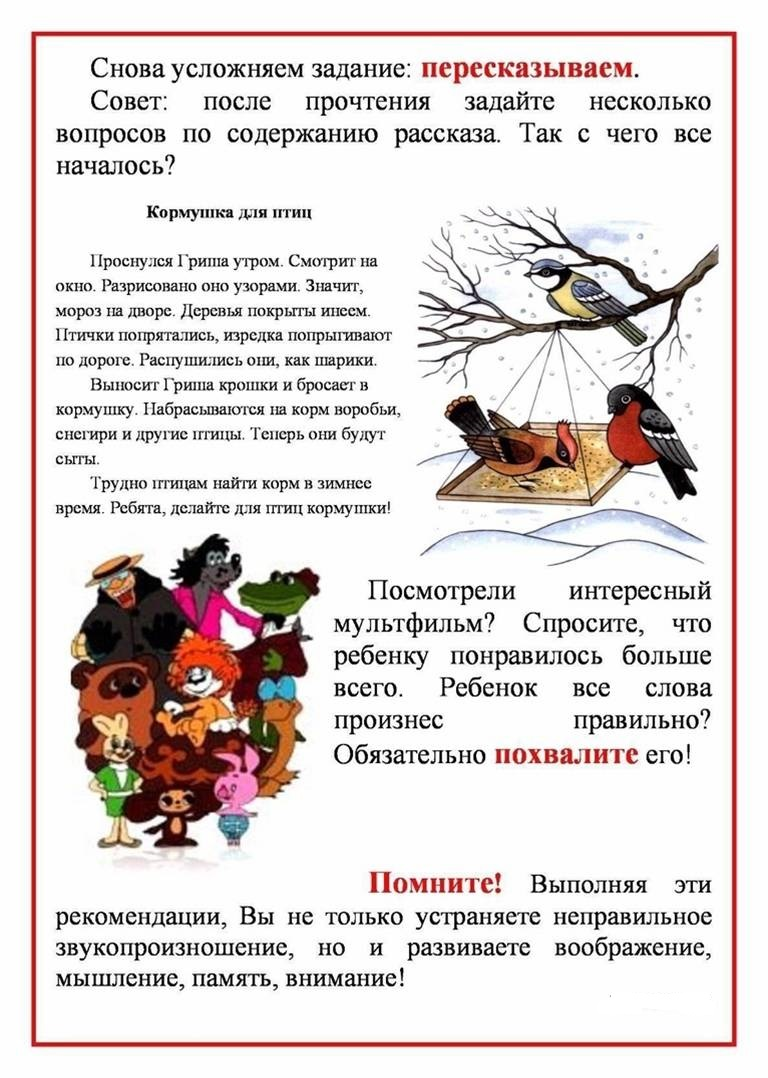 Снова усложняем задание: пересказываем.
Совет: после прочтения задайте несколько
вопросов по содержанию рассказа. Так с чего все
началось?
Кормушка для птиц
Проснулся Гриша утром. Смотрит на
окно. Разрисовано оно узорами. Значит,
мороз на дворе. Деревья покрыты инеем.
Птички попрятались, изредка попрыгивают
по дороге. Распушились они, как шарики.
Выносит Гриша крошки и бросает в
кормушку. Набрасываются на корм воробьи,
снегири и другие птицы. Теперь они будут
сыты.
Трудно птицам найти корм в зимнее
время. Ребята, делайте для птиц кормушки!
Посмотрели интересный
мультфильм? Спросите, что
ребенку понравилось больше
всего. Ребенок все слова
произнес правильно?
Обязательно похвалите его!
Помните! Выполняя эти
рекомендации, Вы не только устраняете неправильное
звукопроизношение, но и развиваете воображение,
мышление, память, внимание!